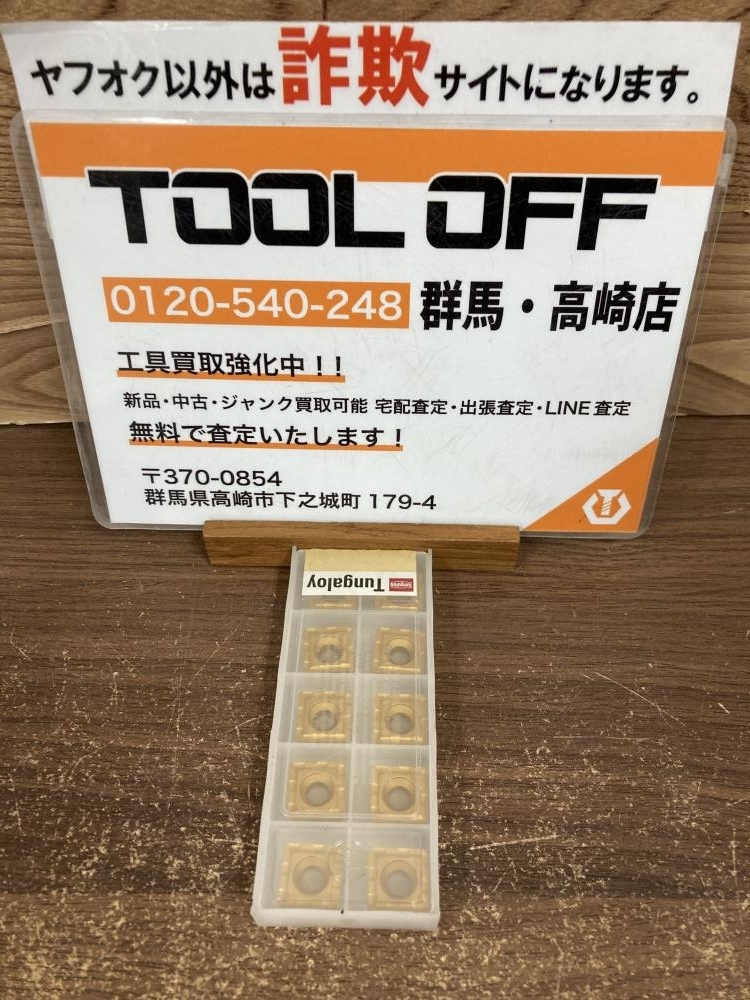 ヤフオク以外は詐欺サイトになります。
TOOL OFF
0120-540-248 群馬・高崎店
工具買取強化中!!
新品・中古・ジャンク買取可能 宅配査定・出張査定・LINE査定
無料で査定いたします!
〒370-0854
群馬県高崎市下之城町 179-4
Tungaloy
Tungaloy